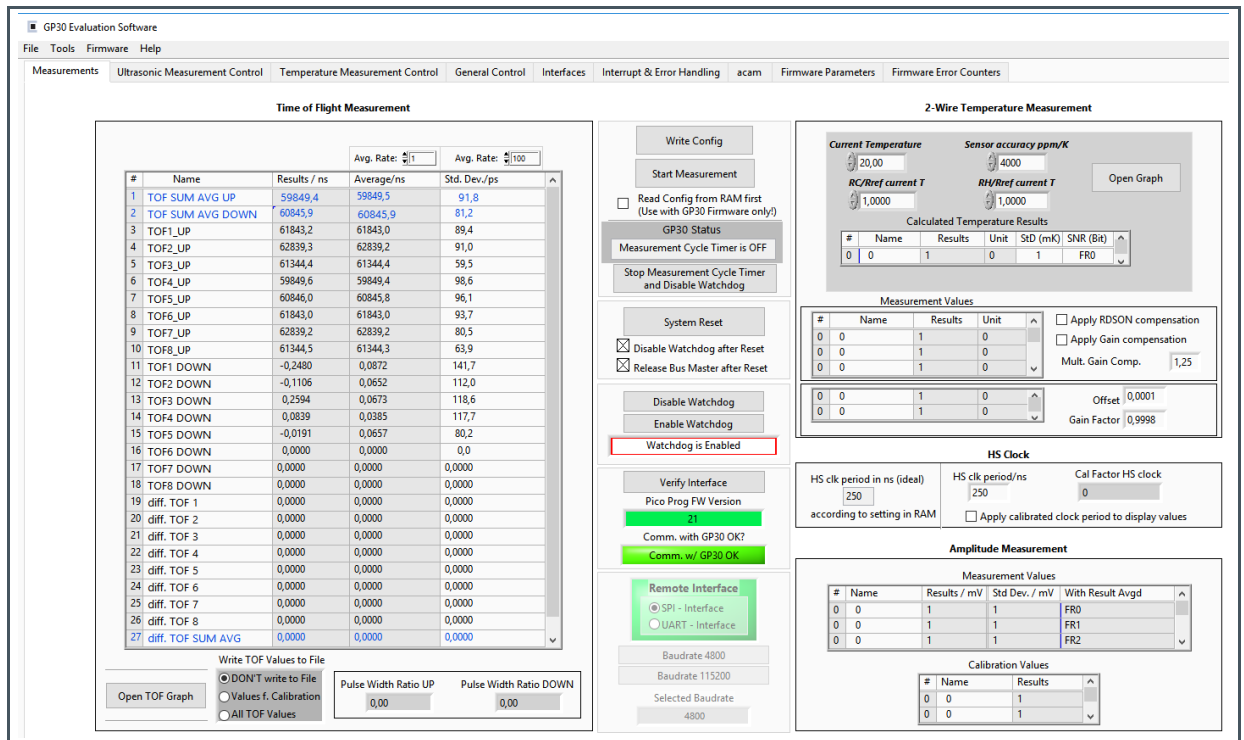 GP30 Evaluation Software
File Tools Firmware Help
Measurements Ultrasonic Measurement Control Temperature Measurement Control General Control Interfaces Interrupt & Error Handling acam Firmware Parameters Firmware Error Counters
Time of Flight Measurement
Avg. Rate: 1 Avg. Rate: 100
# Name Results / ns Average/ns Std. Dev./ps
1 TOF SUM AVG UP 59849,4 59849,5 91,8
2 TOF SUM AVG DOWN 60845,9 60845,9 81,2
3 TOF1_UP 61843,2 61843,0 89,4
4 TOF2_UP 62839,3 62839,2 91,0
5 TOF3_UP 61344,4 61344,4 59,5
6 TOF4_UP 59849,6 59849,4 98,6
7 TOF5_UP 60846,0 60845,8 96,1
8 TOF6_UP 61843,0 61843,0 93,7
9 TOF7_UP 62839,2 62839,2 80,5
10 TOF8_UP 61344,5 61344,3 63,9
11 TOF1 DOWN -0,2480 0,0872 141,7
12 TOF2 DOWN -0,1106 0,0652 112,0
13 TOF3 DOWN 0,2594 0,0673 118,6
14 TOF4 DOWN 0,0839 0,0385 117,7
15 TOF5 DOWN -0,0191 0,0657 80,2
16 TOF6 DOWN 0,0000 0,0000 0,0
17 TOF7 DOWN 0,0000 0,0000 0,0000
18 TOF8 DOWN 0,0000 0,0000 0,0000
19 diff. TOF 1 0,0000 0,0000 0,0000
20 diff. TOF 2 0,0000 0,0000 0,0000
21 diff. TOF 3 0,0000 0,0000 0,0000
22 diff. TOF 4 0,0000 0,0000 0,0000
23 diff. TOF 5 0,0000 0,0000 0,0000
24 diff. TOF 6 0,0000 0,0000 0,0000
25 diff. TOF 7 0,0000 0,0000 0,0000
26 diff. TOF 8 0,0000 0,0000 0,0000
27 diff. TOF SUM AVG 0,0000 0,0000 0,0000
Open TOF Graph
Write TOF Values to File
DON'T write to File
Values f. Calibration
All TOF Values
Pulse Width Ratio UP Pulse Width Ratio DOWN
0,00 0,00
Write Config
Start Measurement
Read Config from RAM first
(Use with GP30 Firmware only!)
GP30 Status
Measurement Cycle Timer is OFF
Stop Measurement Cycle Timer
and Disable Watchdog
System Reset
Disable Watchdog after Reset
Release Bus Master after Reset
Disable Watchdog
Enable Watchdog
Watchdog is Enabled
Verify Interface
Pico Prog FW Version
21
Comm. with GP30 OK?
Comm. w/ GP30 OK
Remote Interface
SPI - Interface
UART - Interface
Baudrate 4800
Baudrate 115200
Selected Baudrate
4800
2-Wire Temperature Measurement
Current Temperature Sensor accuracy ppm/K
20,00 4000
RC/Rref current T RH/Rref current T
1,0000 1,0000
Open Graph
Calculated Temperature Results
# Name Results Unit StD (mK) SNR (Bit)
0 0 1 0 1 FR0
Measurement Values
# Name Results Unit
0 0 1 0
0 0 1 0
0 0 1 0
Apply RDSON compensation
Apply Gain compensation
Mult. Gain Comp. 1,25
0 0 1 0
0 0 1 0
Offset 0,0001
Gain Factor 0,9998
HS Clock
HS clk period in ns (ideal) HS clk period/ns Cal Factor HS clock
250 250 0
according to setting in RAM Apply calibrated clock period to display values
Amplitude Measurement
Measurement Values
# Name Results / mV Std Dev. / mV With Result Avgd
0 0 1 1 FR0
0 0 1 1 FR1
0 0 1 1 FR2
Calibration Values
# Name Results
0 0 1
0 0 1